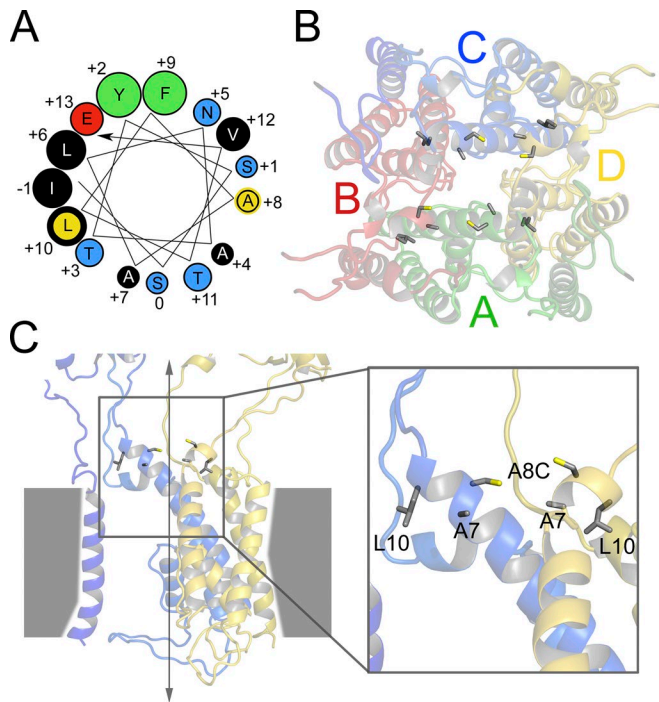 A
B
+9
+2
F
+5
Y
+13
N
E
+12
V
+6
L
S
+1
I
-1
A
+8
L
+10
T
+3
A
+4
A
+7
S
0
T
+11
C
D
B
A
C
A8C
A7
A7
L10
L10